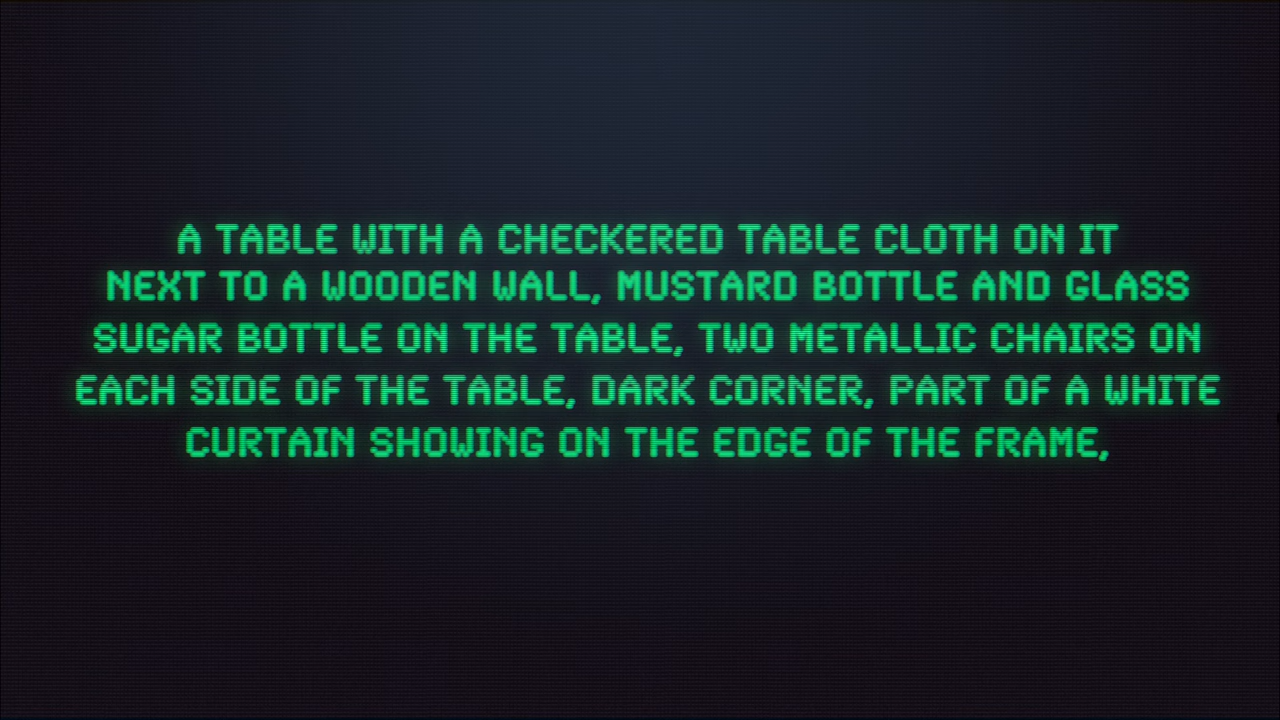 A TABLE WITH A CHECKERED TABLE CLOTH ON IT
NEXT TO A WOODEN WALL, MUSTARD BOTTLE AND GLASS
SUGAR BOTTLE ON THE TABLE, TWO METALLIC CHAIRS ON
EACH SIDE OF THE TABLE, DARK CORNER, PART OF A WHITE
CURTAIN SHOWING ON THE EDGE OF THE FRAME,